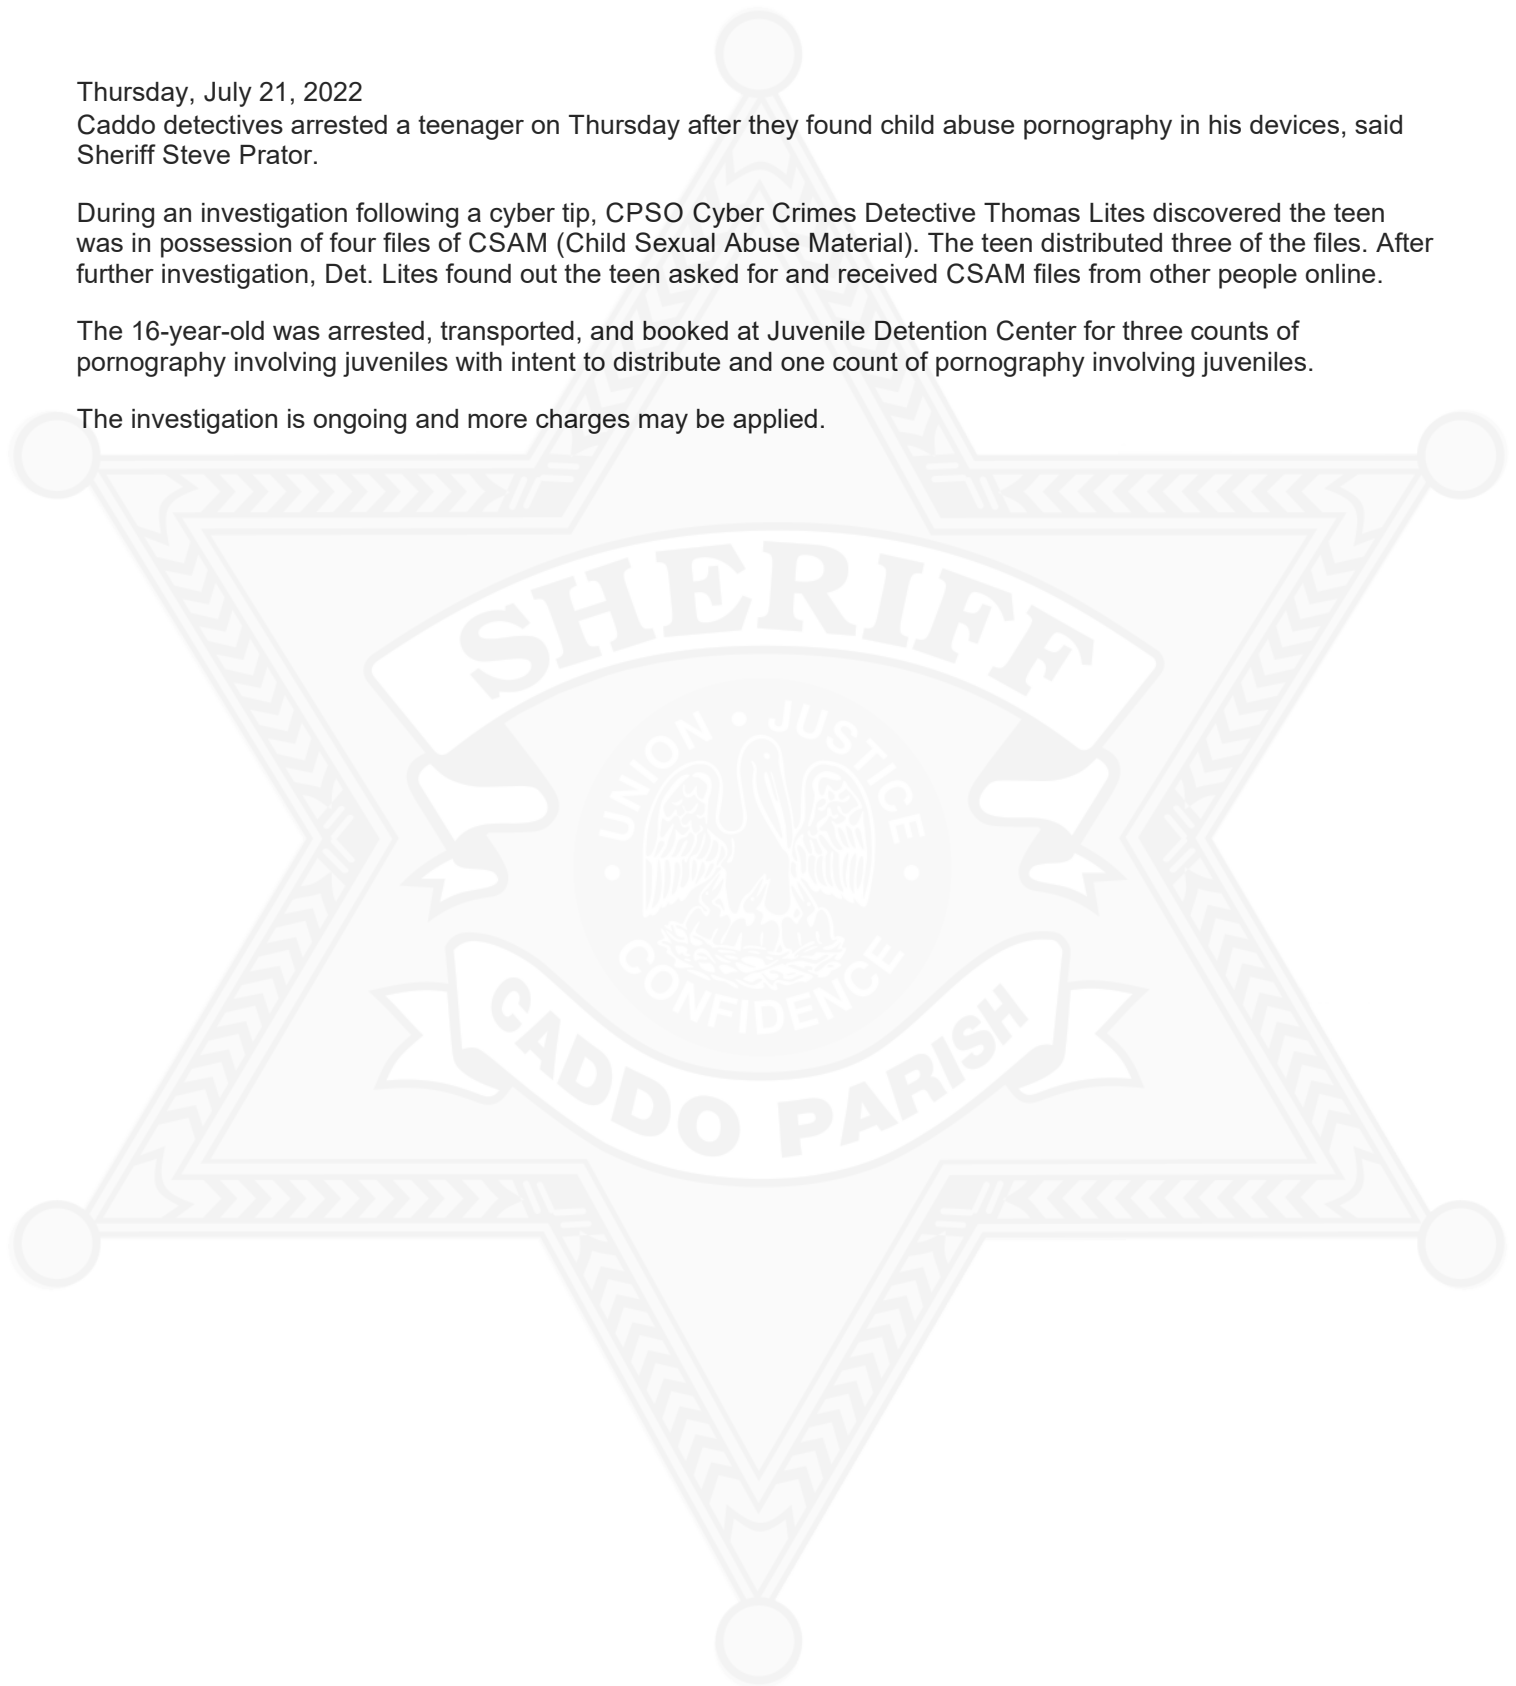 Thursday, July 21, 2022
Caddo detectives arrested a teenager on Thursday after they found child abuse pornography in his devices, said
Sheriff Steve Prator.
During an investigation following a cyber tip, CPSO Cyber Crimes Detective Thomas Lites discovered the teen
was in possession of four files of CSAM (Child Sexual Abuse Material). The teen distributed three of the files. After
further investigation, Det. Lites found out the teen asked for and received CSAM files from other people online.
The 16-year-old was arrested, transported, and booked at Juvenile Detention Center for three counts of
pornography involving juveniles with intent to distribute and one count of pornography involving juveniles.
The investigation is ongoing and more charges may be applied.
SHERIFF
UNION • JUSTICE
• CONFIDENCE •
CADDO PARISH